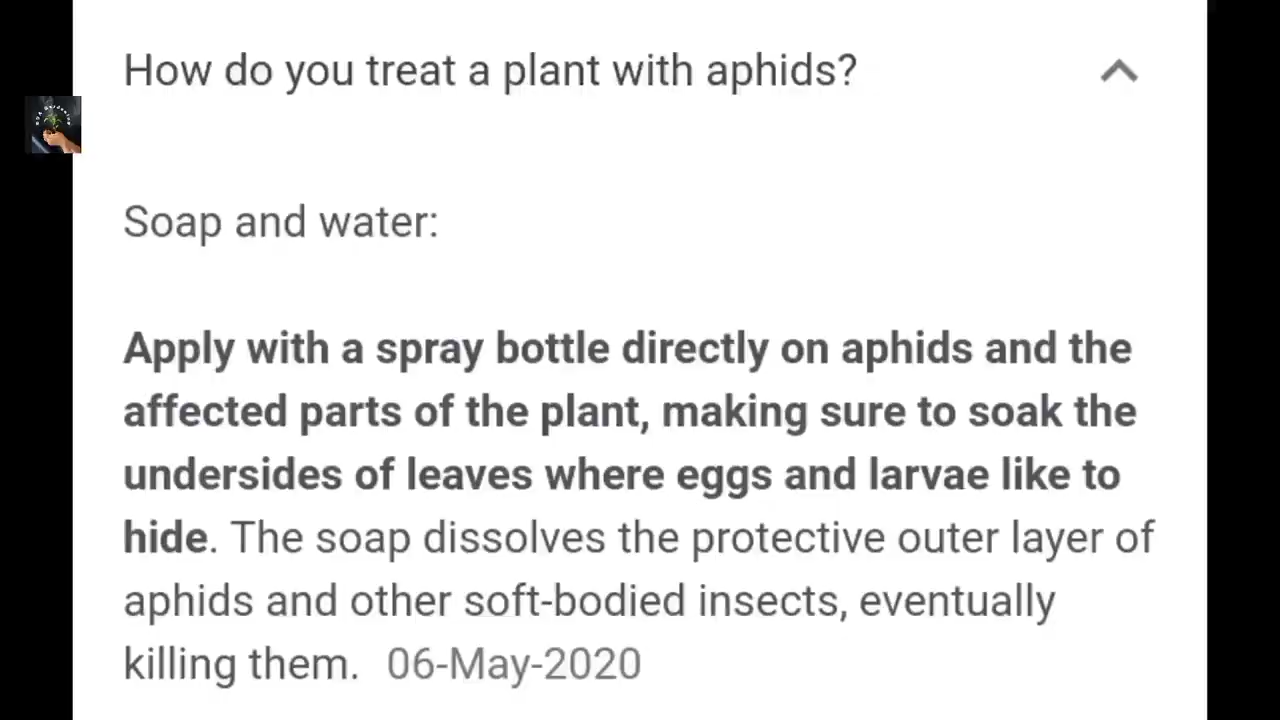 How do you treat a plant with aphids?
Soap and water:
Apply with a spray bottle directly on aphids and the
affected parts of the plant, making sure to soak the
undersides of leaves where eggs and larvae like to
hide. The soap dissolves the protective outer layer of
aphids and other soft-bodied insects, eventually
killing them. 06-May-2020